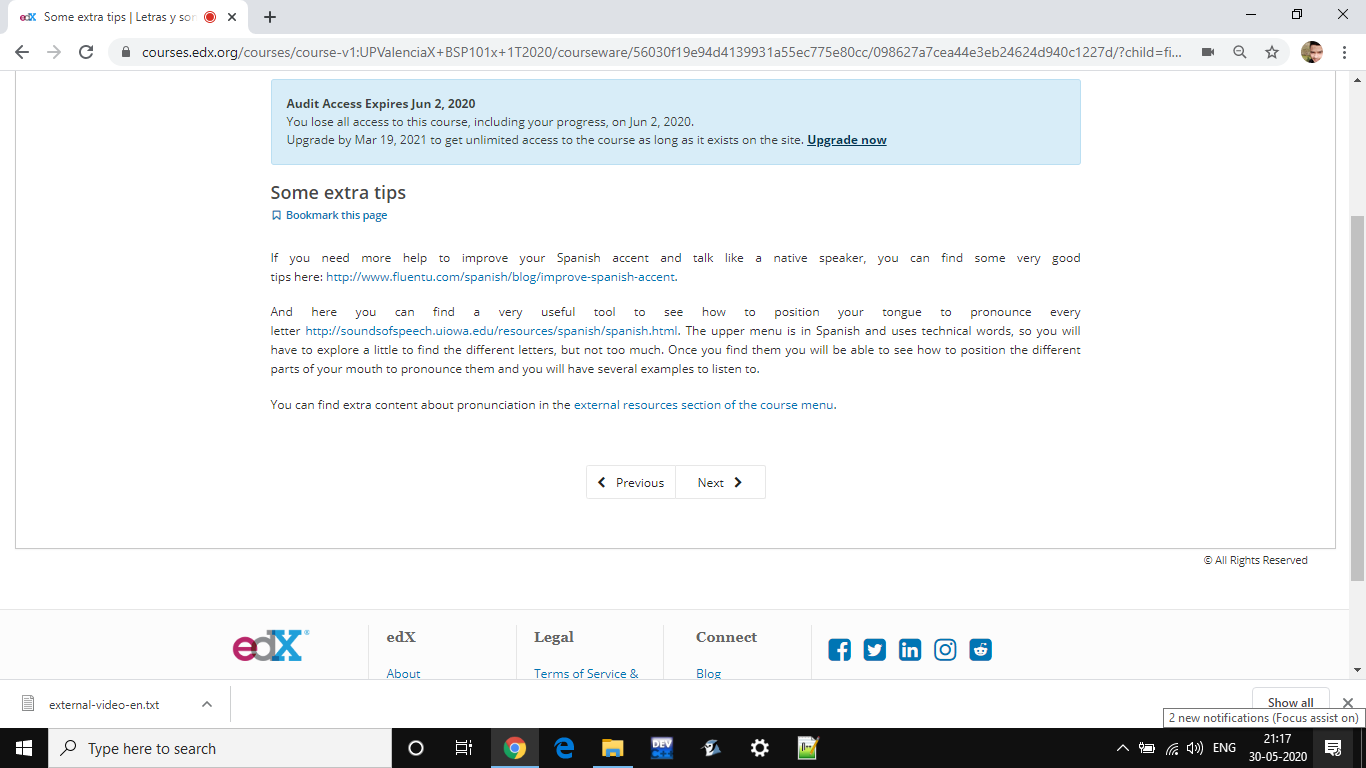 edX Some extra tips | Letras y sor
courses.edx.org/courses/course-v1:UPValenciaX+BSP101x+1T2020/courseware/56030f19e94d4139931a55ec775e80cc/098627a7cea44e3eb24624d940c1227d/?child=fi...
Audit Access Expires Jun 2, 2020
You lose all access to this course, including your progress, on Jun 2, 2020.
Upgrade by Mar 19, 2021 to get unlimited access to the course as long as it exists on the site. Upgrade now
Some extra tips
Bookmark this page
If you need more help to improve your Spanish accent and talk like a native speaker, you can find some very good
tips here: http://www.fluentu.com/spanish/blog/improve-spanish-accent.
And here you can find a very useful tool to see how to position your tongue to pronounce every
letter http://soundsofspeech.uiowa.edu/resources/spanish/spanish.html. The upper menu is in Spanish and uses technical words, so you will
have to explore a little to find the different letters, but not too much. Once you find them you will be able to see how to position the different
parts of your mouth to pronounce them and you will have several examples to listen to.
You can find extra content about pronunciation in the external resources section of the course menu.
Previous Next
© All Rights Reserved
edX
edX Legal Connect
About Terms of Service & Blog
external-video-en.txt Show all
2 new notifications (Focus assist on)
Type here to search
DEV
ENG
21:17
30-05-2020